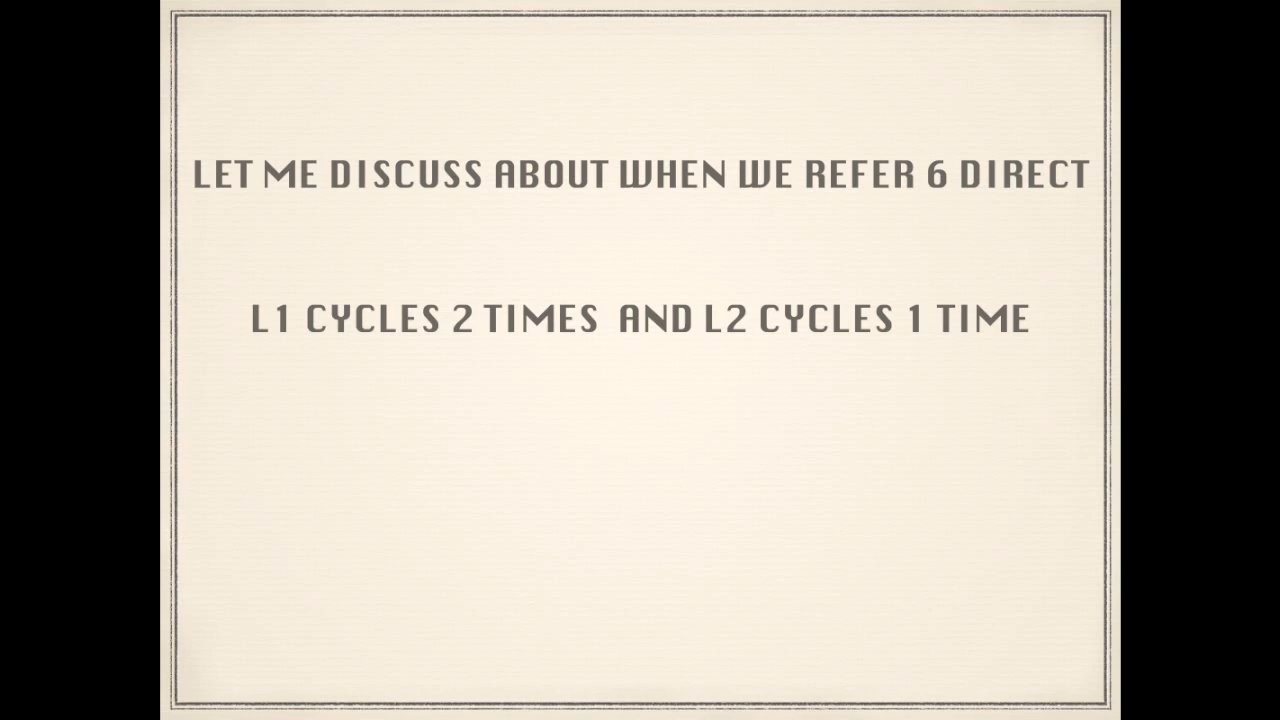 LET ME DISCUSS ABOUT WHEN WE REFER 6 DIRECT
L1 CYCLES 2 TIMES AND L2 CYCLES 1 TIME